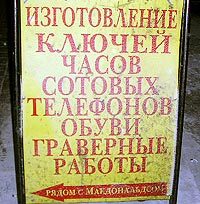 ИЗГОТОВЛЕНИЕ
КЛЮЧЕЙ
ЧАСОВ
СОТОВЫХ
ТЕЛЕФОНОВ
ОБУВИ
ГРАВЕРНЫЕ
РАБОТЫ
РЯДОМ С МАКДОНАЛЬДСОМ